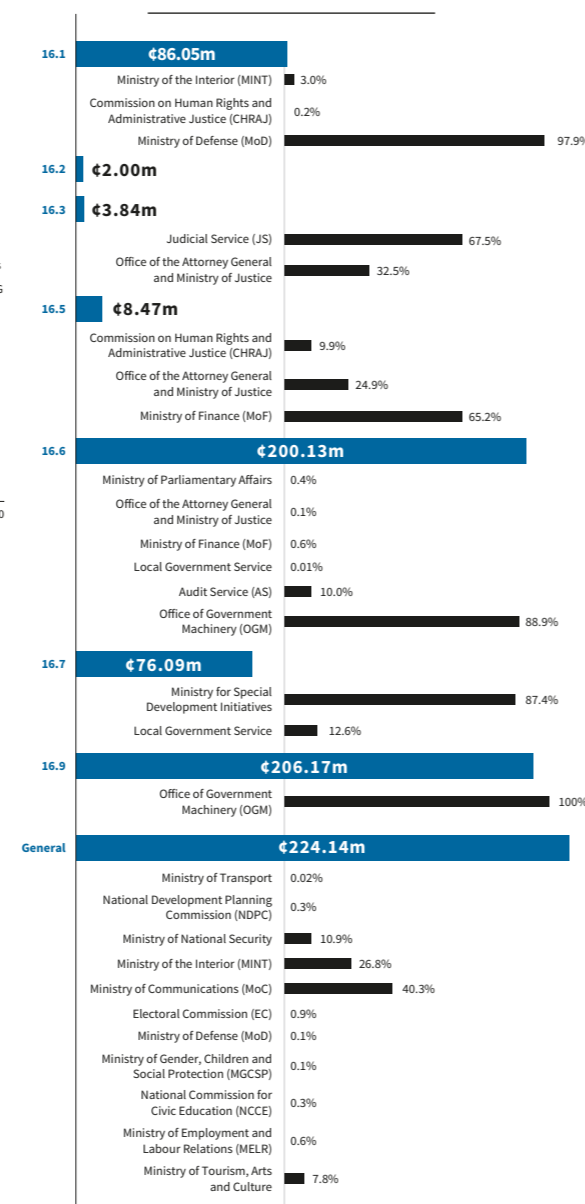 16.1 ¢86.05m
Ministry of the Interior (MINT) 3.0%
Commission on Human Rights and
Administrative Justice (CHRAJ) 0.2%
Ministry of Defense (MoD) 97.9%
16.2 ¢2.00m
16.3 ¢3.84m
Judicial Service (JS) 67.5%
Office of the Attorney General
and Ministry of Justice 32.5%
16.5 ¢8.47m
Commission on Human Rights and
Administrative Justice (CHRAJ) 9.9%
Office of the Attorney General
and Ministry of Justice 24.9%
Ministry of Finance (MoF) 65.2%
16.6 ¢200.13m
Ministry of Parliamentary Affairs 0.4%
Office of the Attorney General
and Ministry of Justice 0.1%
Ministry of Finance (MoF) 0.6%
Local Government Service 0.01%
Audit Service (AS) 10.0%
Office of Government
Machinery (OGM) 88.9%
16.7 ¢76.09m
Ministry for Special
Development Initiatives 87.4%
Local Government Service 12.6%
16.9 ¢206.17m
Office of Government
Machinery (OGM) 100%
General ¢224.14m
Ministry of Transport 0.02%
National Development Planning
Commission (NDPC) 0.3%
Ministry of National Security 10.9%
Ministry of the Interior (MINT) 26.8%
Ministry of Communications (MoC) 40.3%
Electoral Commission (EC) 0.9%
Ministry of Defense (MoD) 0.1%
Ministry of Gender, Children and
Social Protection (MGCSP) 0.1%
National Commission for
Civic Education (NCCE) 0.3%
Ministry of Employment and
Labour Relations (MELR) 0.6%
Ministry of Tourism, Arts
and Culture 7.8%